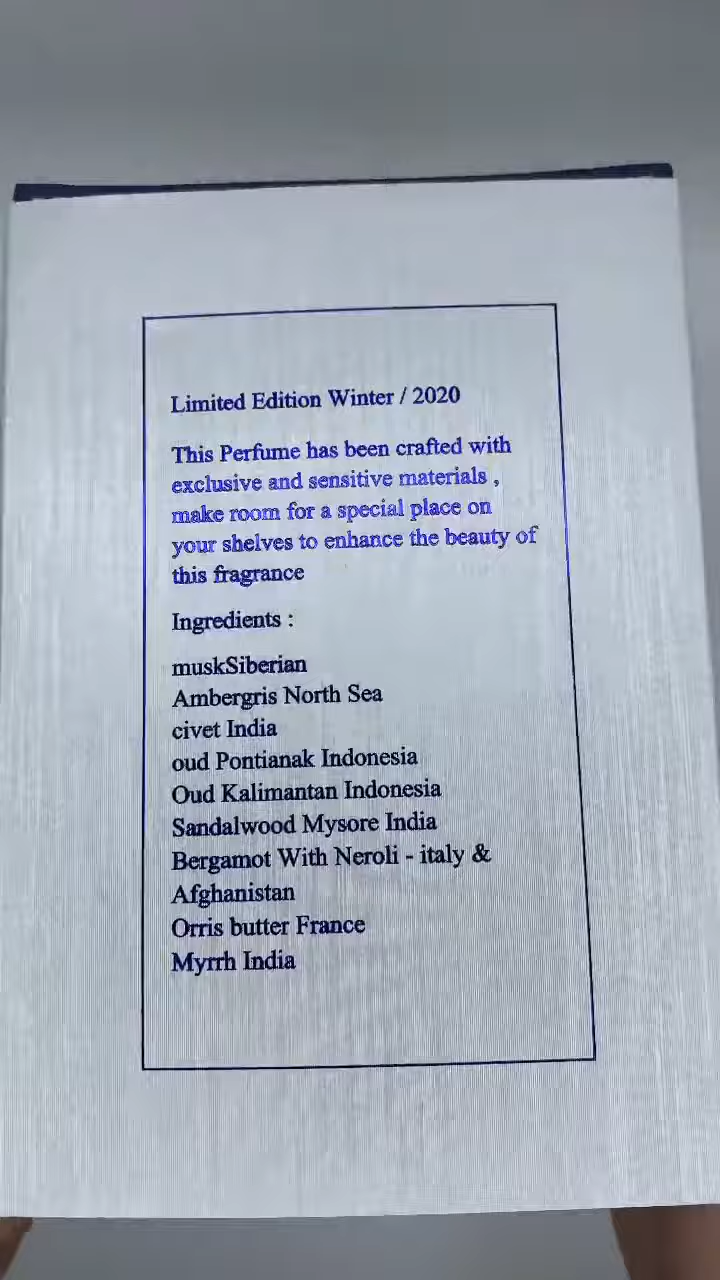 Limited Edition Winter / 2020
This Perfume has been crafted with
exclusive and sensitive materials ,
make room for a special place on
your shelves to enhance the beauty of
this fragrance
Ingredients :
muskSiberian
Ambergris North Sea
civet India
oud Pontianak Indonesia
Oud Kalimantan Indonesia
Sandalwood Mysore India
Bergamot With Neroli - italy &
Afghanistan
Orris butter France
Myrrh India